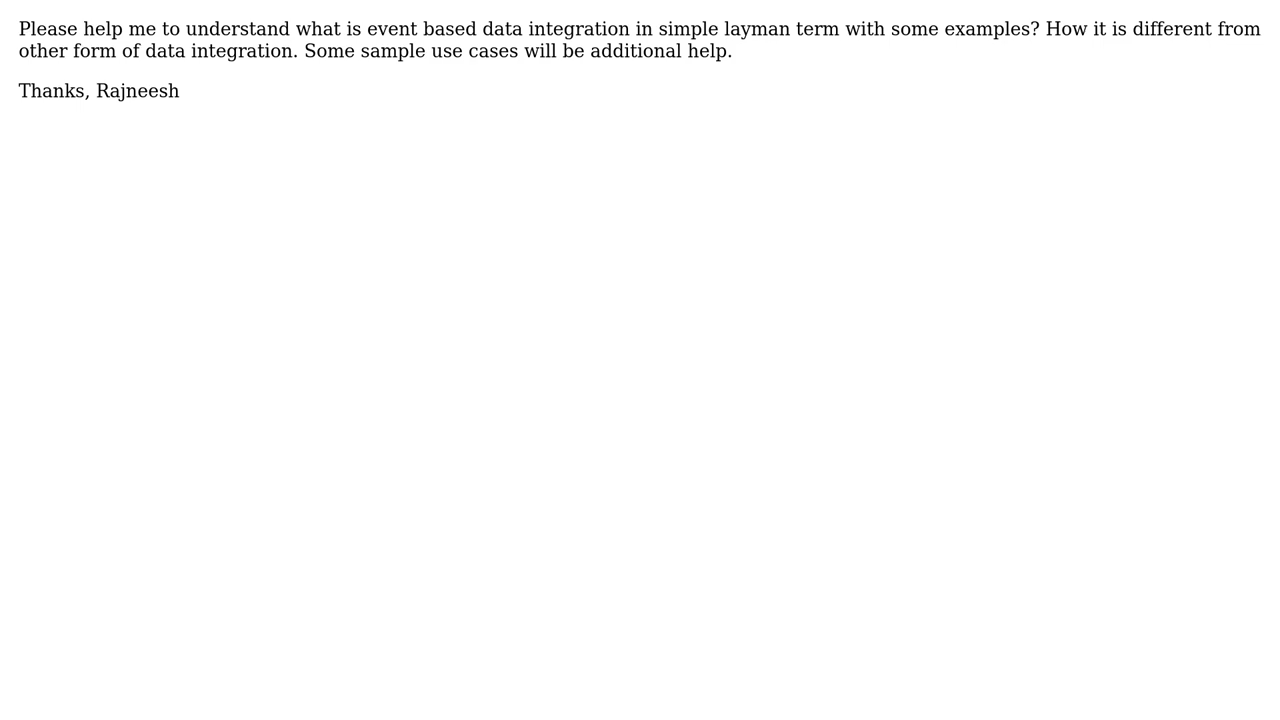 Please help me to understand what is event based data integration in simple layman term with some examples? How it is different from
other form of data integration. Some sample use cases will be additional help.
Thanks, Rajneesh